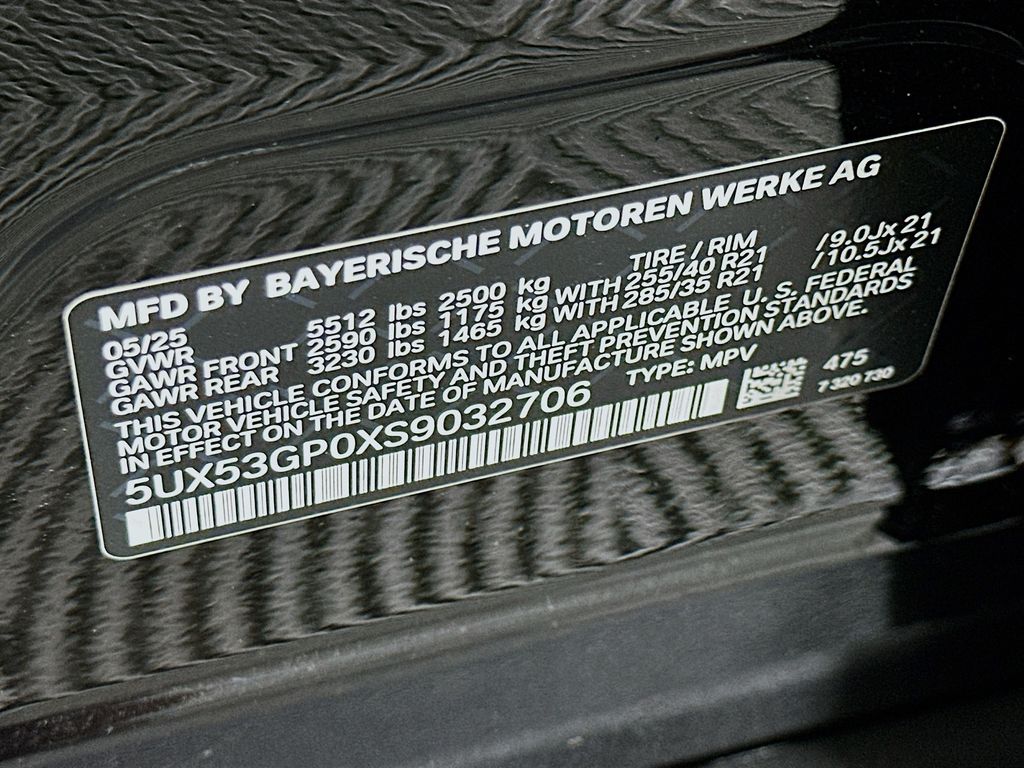 MFD BY BAYERISCHE MOTOREN WERKE AG
05/25 TIRE / RIM
GVWR 5512 lbs 2500 kg
GAWR FRONT 2590 lbs 1175 kg WITH 255/40 R21 /9.0Jx21
GAWR REAR 3230 lbs 1465 kg WITH 285/35 R21 /10.5Jx21
THIS VEHICLE CONFORMS TO ALL APPLICABLE U. S. FEDERAL
MOTOR VEHICLE SAFETY AND THEFT PREVENTION STANDARDS
IN EFFECT ON THE DATE OF MANUFACTURE SHOWN ABOVE.
5UX53GP0XS9032706 TYPE: MPV 475
7 320 730